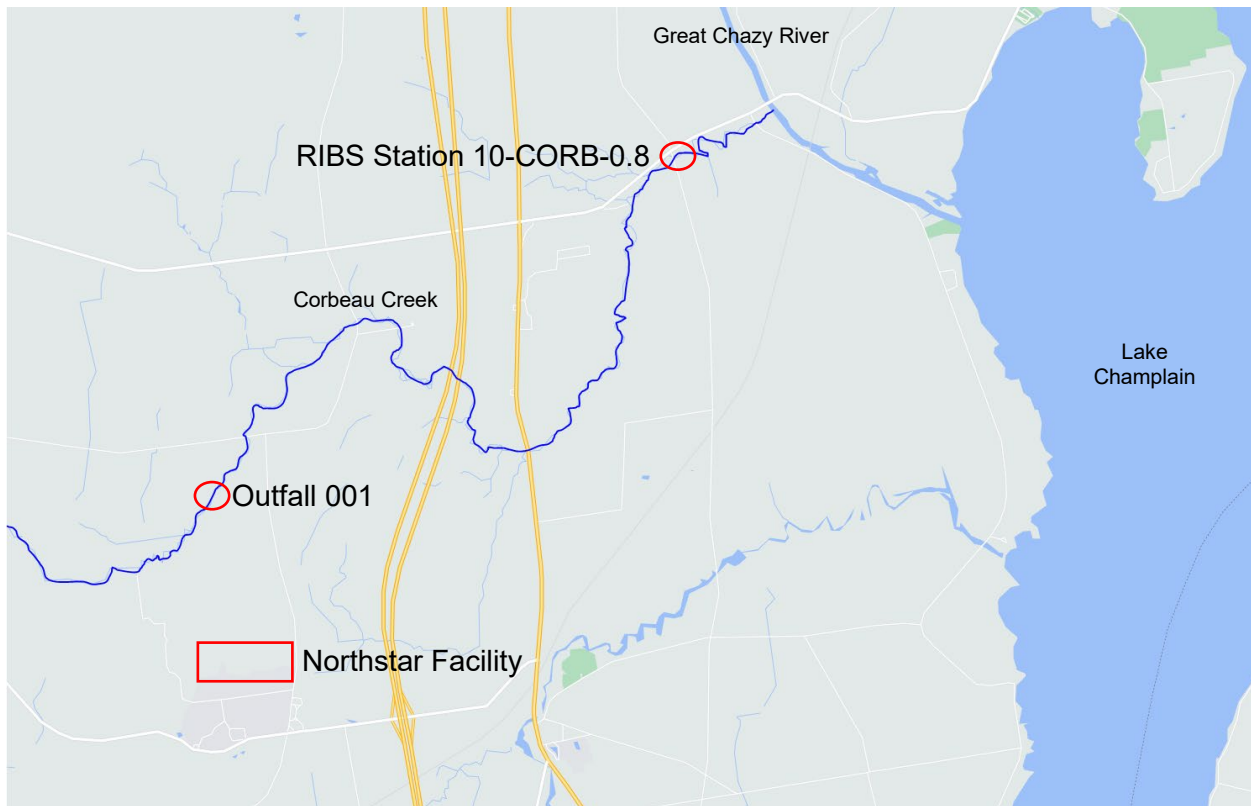 Great Chazy River
RIBS Station 10-CORB-0.8
Corbeau Creek
Lake
Champlain
Outfall 001
Northstar Facility